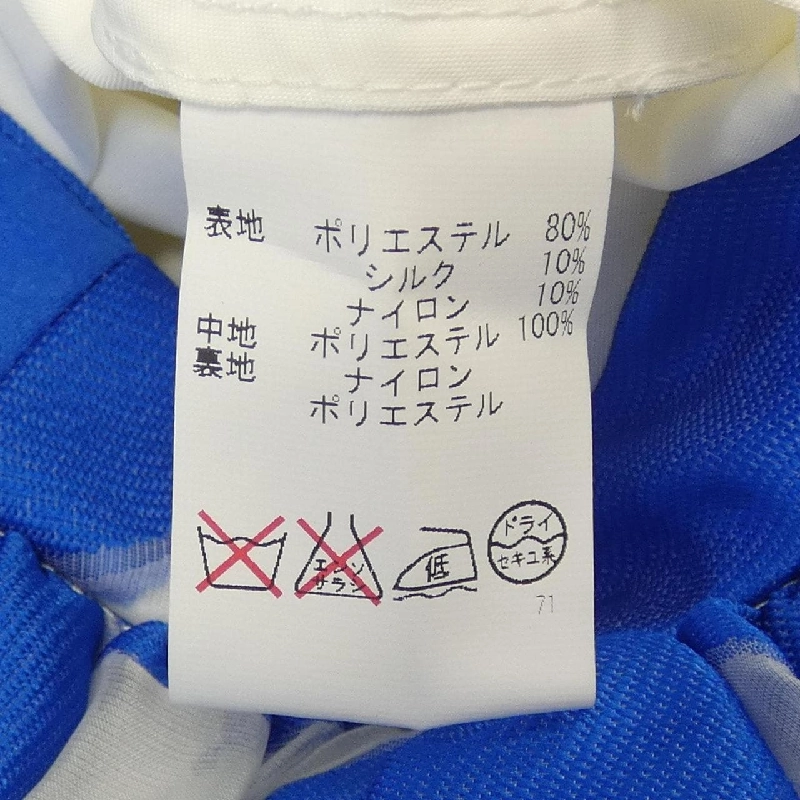 表地 ポリエステル 80%
シルク 10%
ナイロン 10%
中地 ポリエステル 100%
裏地 ナイロン
ポリエステル
エンソ
サラシ
低
ドライ
セキユ系
71